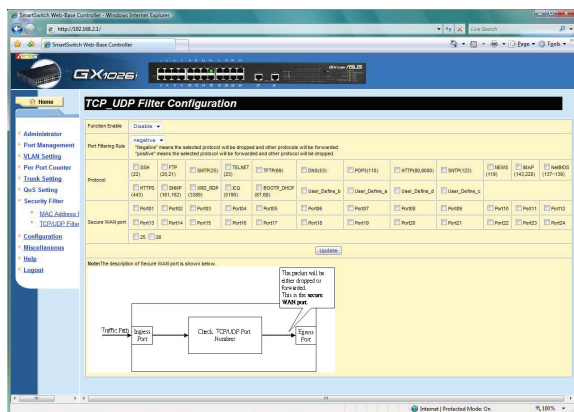 SmartSwitch Web-Base Controller - Windows Internet Explorer
http://192.168.2.1/
Live Search
SmartSwitch Web-Base Controller
Page
Tools
GX1026i
ASUS
Home
TCP_UDP Filter Configuration
Administrator
Port Management
VLAN Setting
Per Port Counter
Trunk Setting
QoS Setting
Security Filter
MAC Address
TCP/UDP Filter
Configuration
Miscellaneous
Help
Logout
Function Enable Disable
Port Filtering Rule negative
"Negative" means the selected protocol will be dropped and other protocols will be forwarded.
"positive" means the selected protocol will be forwarded and other protocol will be dropped.
Protocol
SSH (22) FTP (20,21) SMTP(25) TELNET (23) TFTP(69) DNS(53) POP3(110) HTTP(80,8080) SNTP(123) NEWS (119) IMAP (143,220) NetBIOS (137~139)
HTTPS (443) SNMP (161,162) XRD_RDP (3389) ICQ (5190) BOOTP_DHCP (67,68) User_Define_b User_Define_a User_Define_d User_Define_c
Secure WAN port
Port01 Port02 Port03 Port04 Port05 Port06 Port07 Port08 Port09 Port10 Port11 Port12
Port13 Port14 Port15 Port16 Port17 Port18 Port19 Port20 Port21 Port22 Port23 Port24
25 26
Update
Note:The description of Secure WAN port is shown below.
The packet will be
either dropped or
forwarded.
This is the secure
WAN port.
Traffic Path
Ingress
Port
Check TCP/UDP Port
Number
Egress
Port
Internet | Protected Mode: On
100%